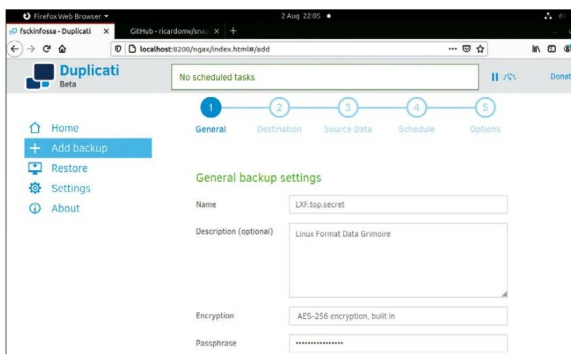 Firefox Web Browser
2 Aug 22:05
fsckinfossa - Duplicati
GitHub - ricardomv/snap
localhost:8200/ngax/index.html#/add
Duplicati
Beta
No scheduled tasks
Donat
1 2 3 4 5
General Destination Source Data Schedule Options
Home
Add backup
Restore
Settings
About
General backup settings
Name
LXF.top.secret
Description (optional)
Linux Format Data Grimoire
Encryption
AES-256 encryption, built in
Passphrase